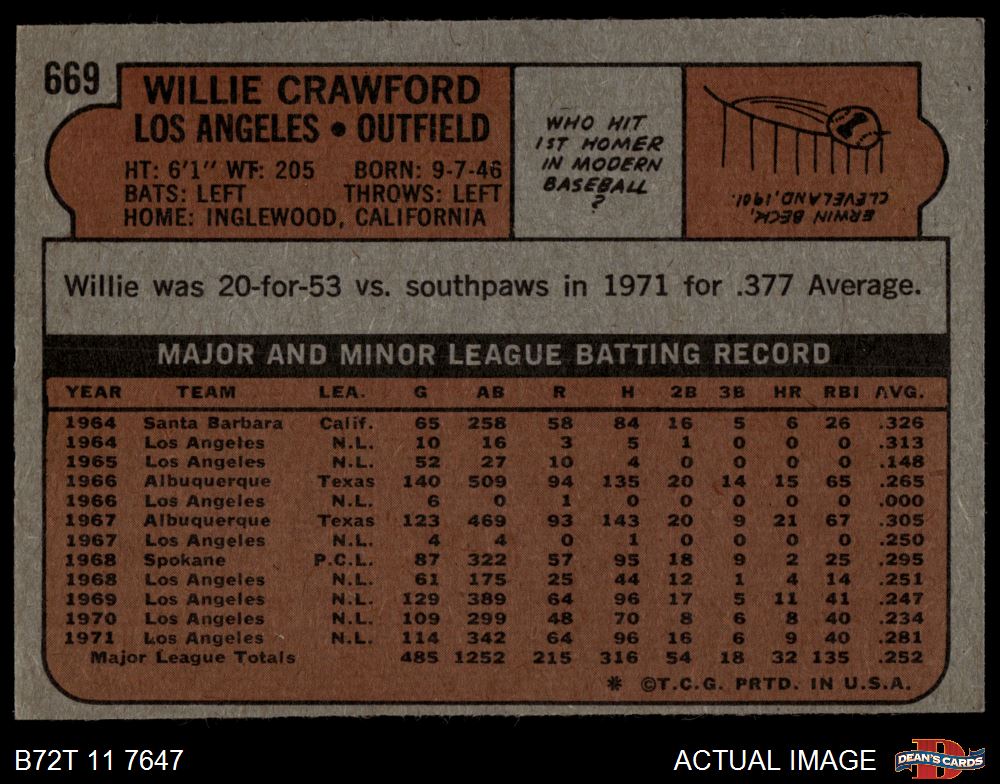 669
WILLIE CRAWFORD
LOS ANGELES • OUTFIELD
HT: 6'1" WT: 205 BORN: 9-7-46
BATS: LEFT THROWS: LEFT
HOME: INGLEWOOD, CALIFORNIA
WHO HIT
1ST HOMER
IN MODERN
BASEBALL
?
ERWIN BECK,
CLEVELAND, 1901.
Willie was 20-for-53 vs. southpaws in 1971 for .377 Average.
MAJOR AND MINOR LEAGUE BATTING RECORD
YEAR TEAM LEA. G AB R H 2B 3B HR RBI AVG.
1964 Santa Barbara Calif. 65 258 58 84 16 5 6 26 .326
1964 Los Angeles N.L. 10 16 3 5 1 0 0 0 .313
1965 Los Angeles N.L. 52 27 10 4 0 0 0 0 .148
1966 Albuquerque Texas 140 509 94 135 20 14 15 65 .265
1966 Los Angeles N.L. 6 0 1 0 0 0 0 0 .000
1967 Albuquerque Texas 123 469 93 143 20 9 21 67 .305
1967 Los Angeles N.L. 4 4 0 1 0 0 0 0 .250
1968 Spokane P.C.L. 87 322 57 95 18 9 2 25 .295
1968 Los Angeles N.L. 61 175 25 44 12 1 4 14 .251
1969 Los Angeles N.L. 129 389 64 96 17 5 11 41 .247
1970 Los Angeles N.L. 109 299 48 70 8 6 8 40 .234
1971 Los Angeles N.L. 114 342 64 96 16 6 9 40 .281
Major League Totals 485 1252 215 316 54 18 32 135 .252
* ©T.C.G. PRTD. IN U.S.A.
B72T 11 7647
ACTUAL IMAGE
DEAN'S CARDS